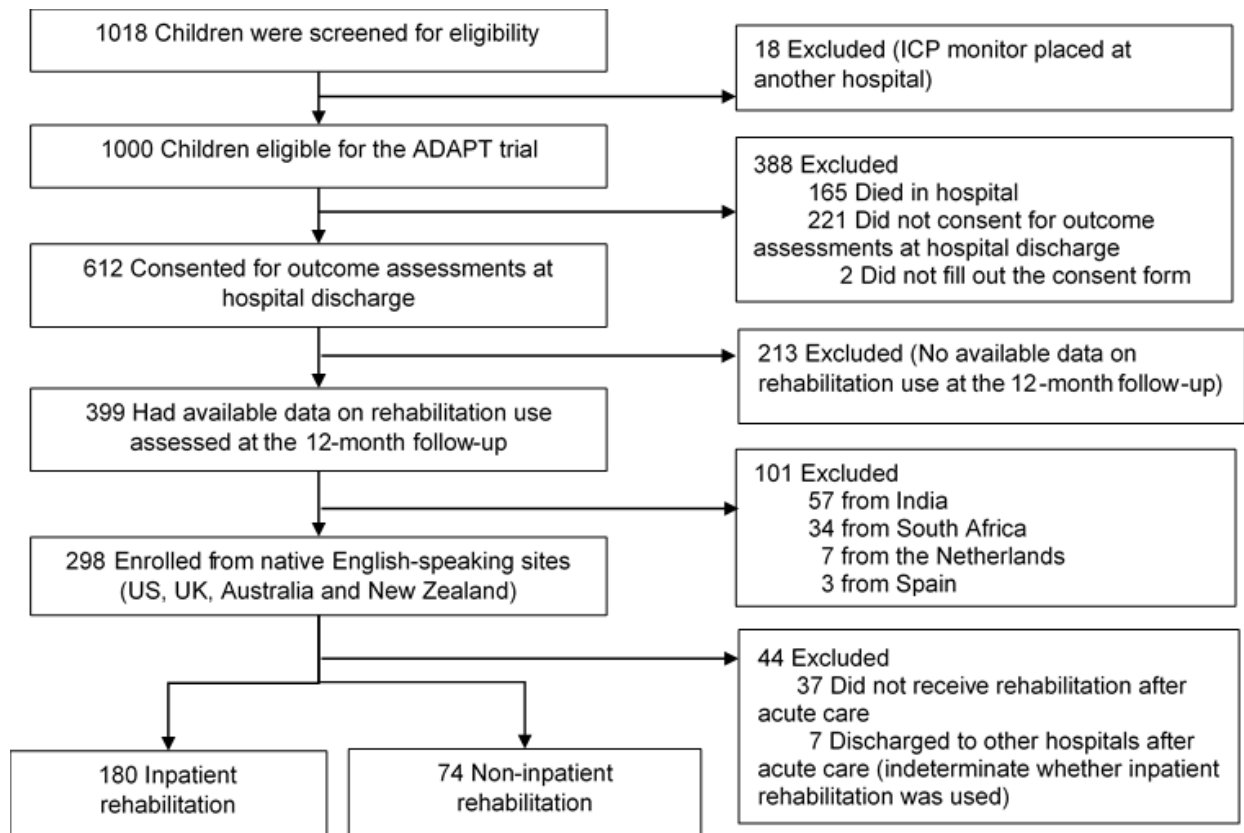 1018 Children were screened for eligibility
18 Excluded (ICP monitor placed at
another hospital)
1000 Children eligible for the ADAPT trial
388 Excluded
165 Died in hospital
221 Did not consent for outcome
assessments at hospital discharge
2 Did not fill out the consent form
612 Consented for outcome assessments at
hospital discharge
213 Excluded (No available data on
rehabilitation use at the 12-month follow-up)
399 Had available data on rehabilitation use
assessed at the 12-month follow-up
101 Excluded
57 from India
34 from South Africa
7 from the Netherlands
3 from Spain
298 Enrolled from native English-speaking sites
(US, UK, Australia and New Zealand)
44 Excluded
37 Did not receive rehabilitation after
acute care
7 Discharged to other hospitals after
acute care (indeterminate whether inpatient
rehabilitation was used)
180 Inpatient
rehabilitation
74 Non-inpatient
rehabilitation